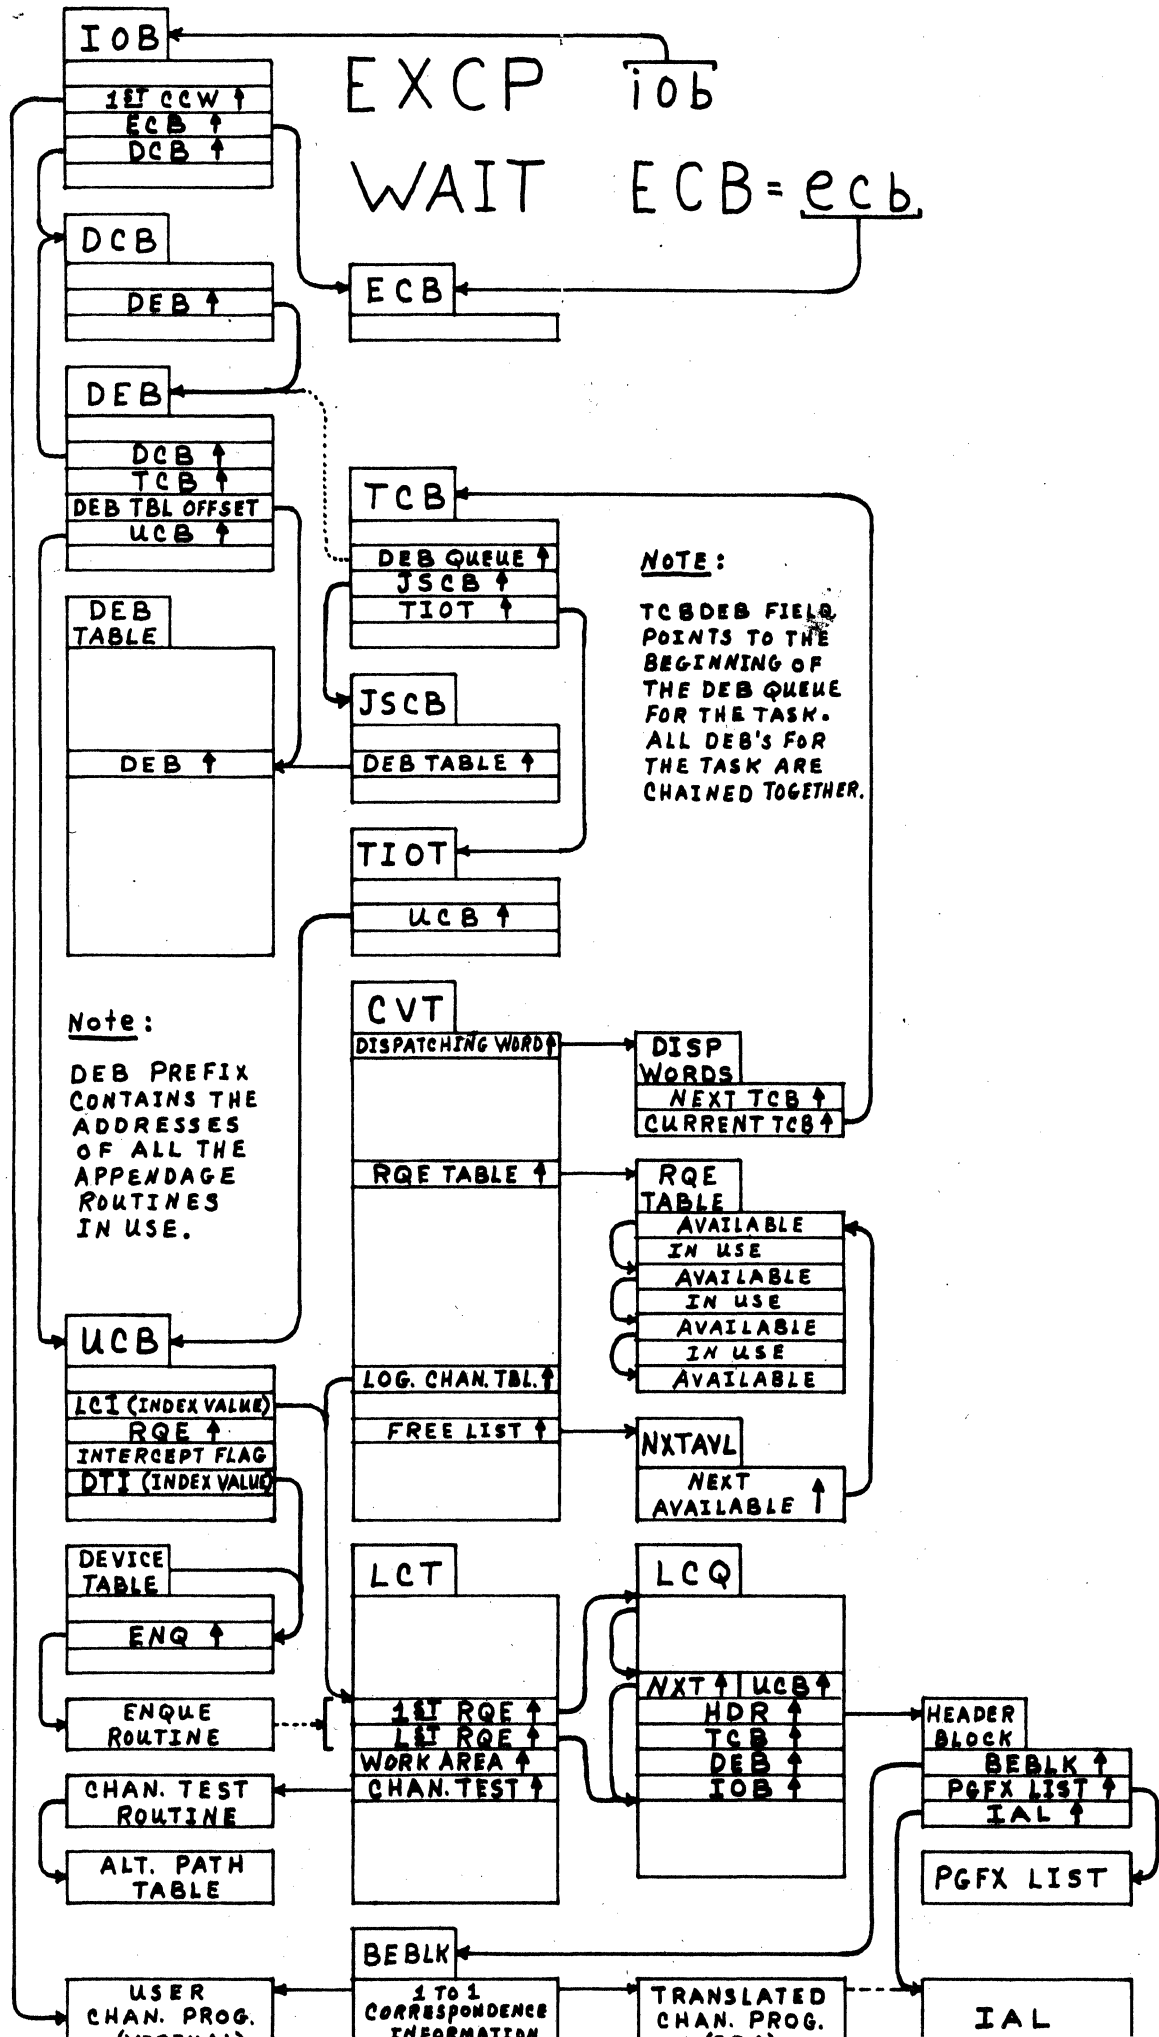 IOB
1ST CCW ↑
ECB ↑
DCB ↑
EXCP iob
WAIT ECB=ecb
DCB
DEB ↑
ECB
DEB
DCB ↑
TCB ↑
DEB TBL OFFSET
UCB ↑
TCB
DEB QUEUE ↑
JSCB ↑
TIOT ↑
NOTE:
TCBDEB FIELD
POINTS TO THE
BEGINNING OF
THE DEB QUEUE
FOR THE TASK.
ALL DEB'S FOR
THE TASK ARE
CHAINED TOGETHER.
DEB
TABLE
DEB ↑
JSCB
DEB TABLE ↑
TIOT
UCB ↑
Note:
DEB PREFIX
CONTAINS THE
ADDRESSES
OF ALL THE
APPENDAGE
ROUTINES
IN USE.
CVT
DISPATCHING WORD↑
RQE TABLE ↑
LOG. CHAN. TBL.↑
FREE LIST ↑
DISP
WORDS
NEXT TCB ↑
CURRENT TCB↑
RQE
TABLE
AVAILABLE
IN USE
AVAILABLE
IN USE
AVAILABLE
IN USE
AVAILABLE
NXTAVL
NEXT
AVAILABLE ↑
UCB
LCI (INDEX VALUE)
RQE ↑
INTERCEPT FLAG
DTI (INDEX VALUE)
DEVICE
TABLE
ENQ ↑
ENQUE
ROUTINE
CHAN. TEST
ROUTINE
ALT. PATH
TABLE
LCT
1ST RQE ↑
LST RQE ↑
WORK AREA ↑
CHAN. TEST ↑
LCQ
NXT ↑ UCB ↑
HDR ↑
TCB ↑
DEB ↑
IOB ↑
HEADER
BLOCK
BEBLK ↑
PGFX LIST ↑
IAL ↑
PGFX LIST
BEBLK
1 TO 1
CORRESPONDENCE
INFORMATION
USER
CHAN. PROG.
TRANSLATED
CHAN. PROG.
IAL